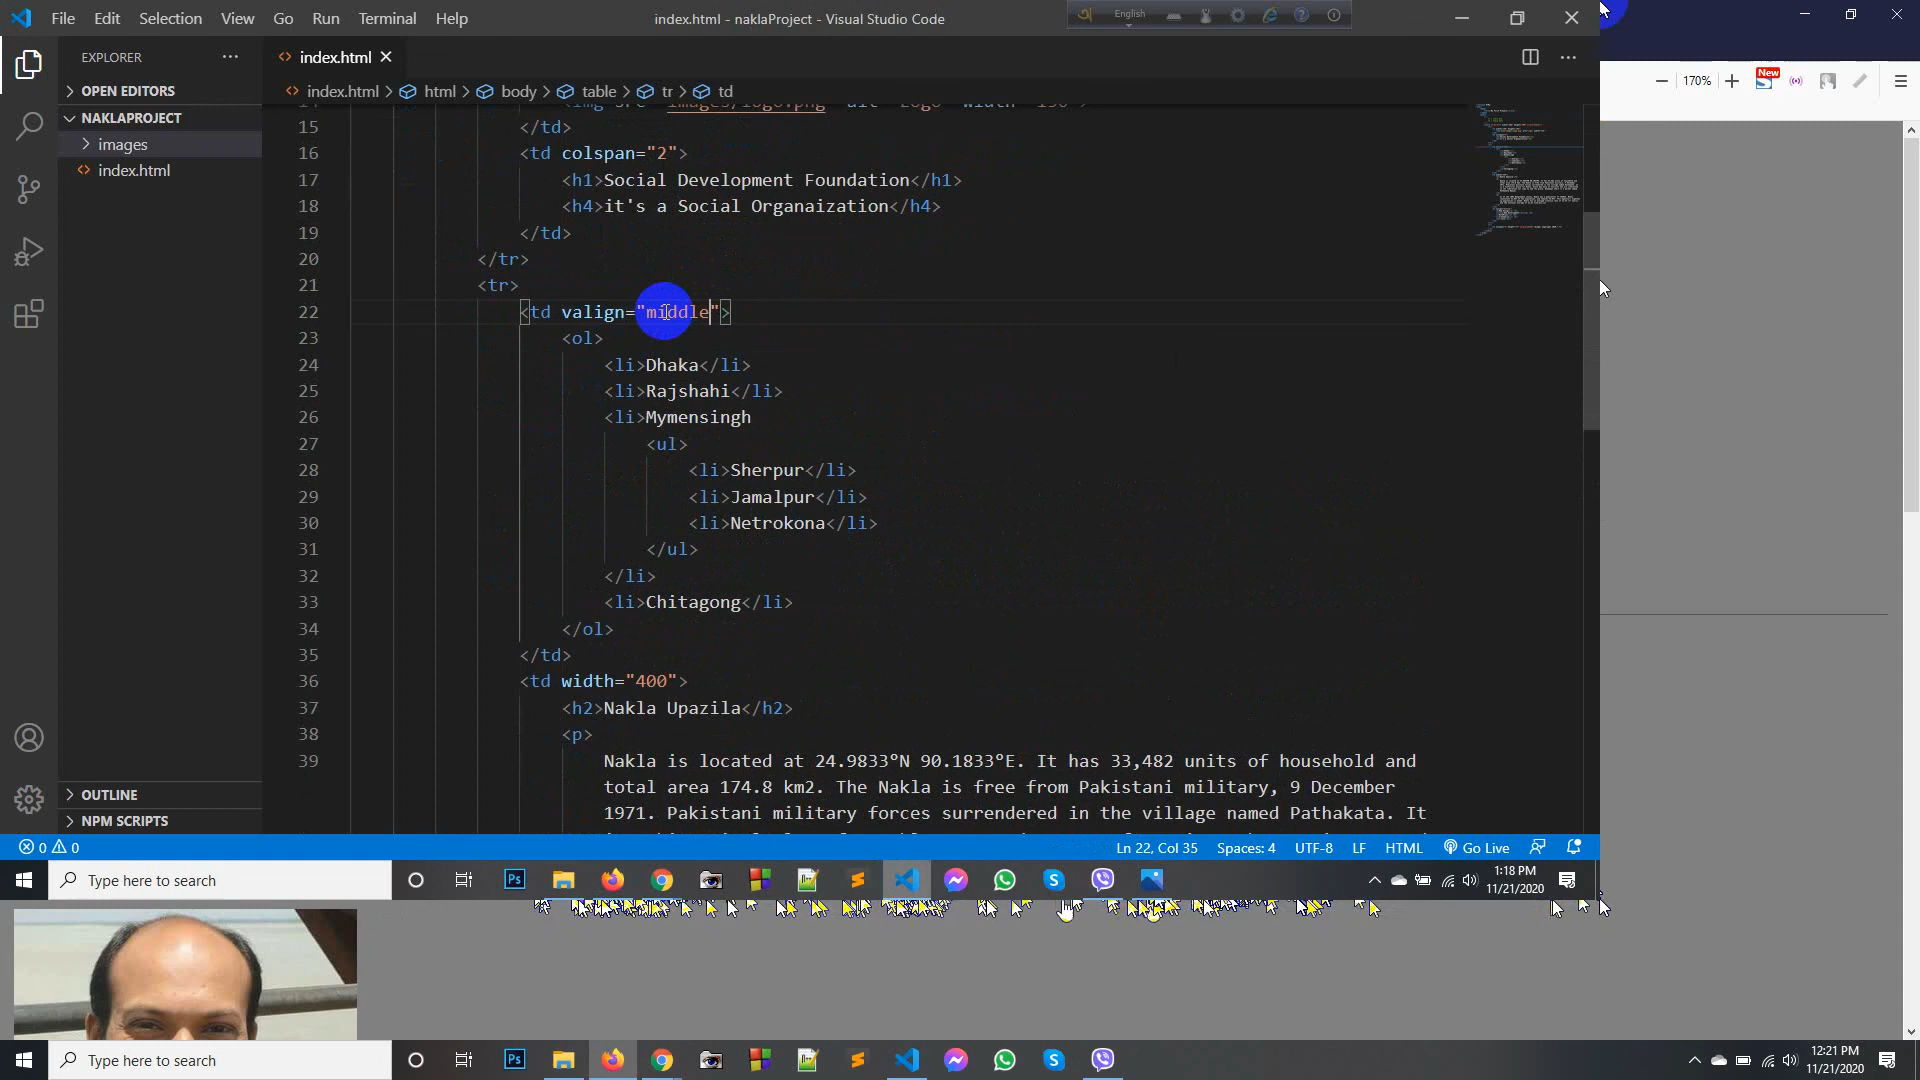 File Edit Selection View Go Run Terminal Help
index.html - naklaProject - Visual Studio Code
English
EXPLORER
index.html
170%
New
OPEN EDITORS
index.html > html > body > table > tr > td
NAKLAPROJECT
images
index.html
15 </td>
16 <td colspan="2">
17 <h1>Social Development Foundation</h1>
18 <h4>it's a Social Organaization</h4>
19 </td>
20 </tr>
21 <tr>
22 <td valign="middle">
23 <ol>
24 <li>Dhaka</li>
25 <li>Rajshahi</li>
26 <li>Mymensingh
27 <ul>
28 <li>Sherpur</li>
29 <li>Jamalpur</li>
30 <li>Netrokona</li>
31 </ul>
32 </li>
33 <li>Chitagong</li>
34 </ol>
35 </td>
36 <td width="400">
37 <h2>Nakla Upazila</h2>
38 <p>
39 Nakla is located at 24.9833°N 90.1833°E. It has 33,482 units of household and
total area 174.8 km2. The Nakla is free from Pakistani military, 9 December
1971. Pakistani military forces surrendered in the village named Pathakata. It
OUTLINE
NPM SCRIPTS
0 0
Ln 22, Col 35 Spaces: 4 UTF-8 LF HTML Go Live
Type here to search
Ps
1:18 PM
11/21/2020
Type here to search
Ps
12:21 PM
11/21/2020